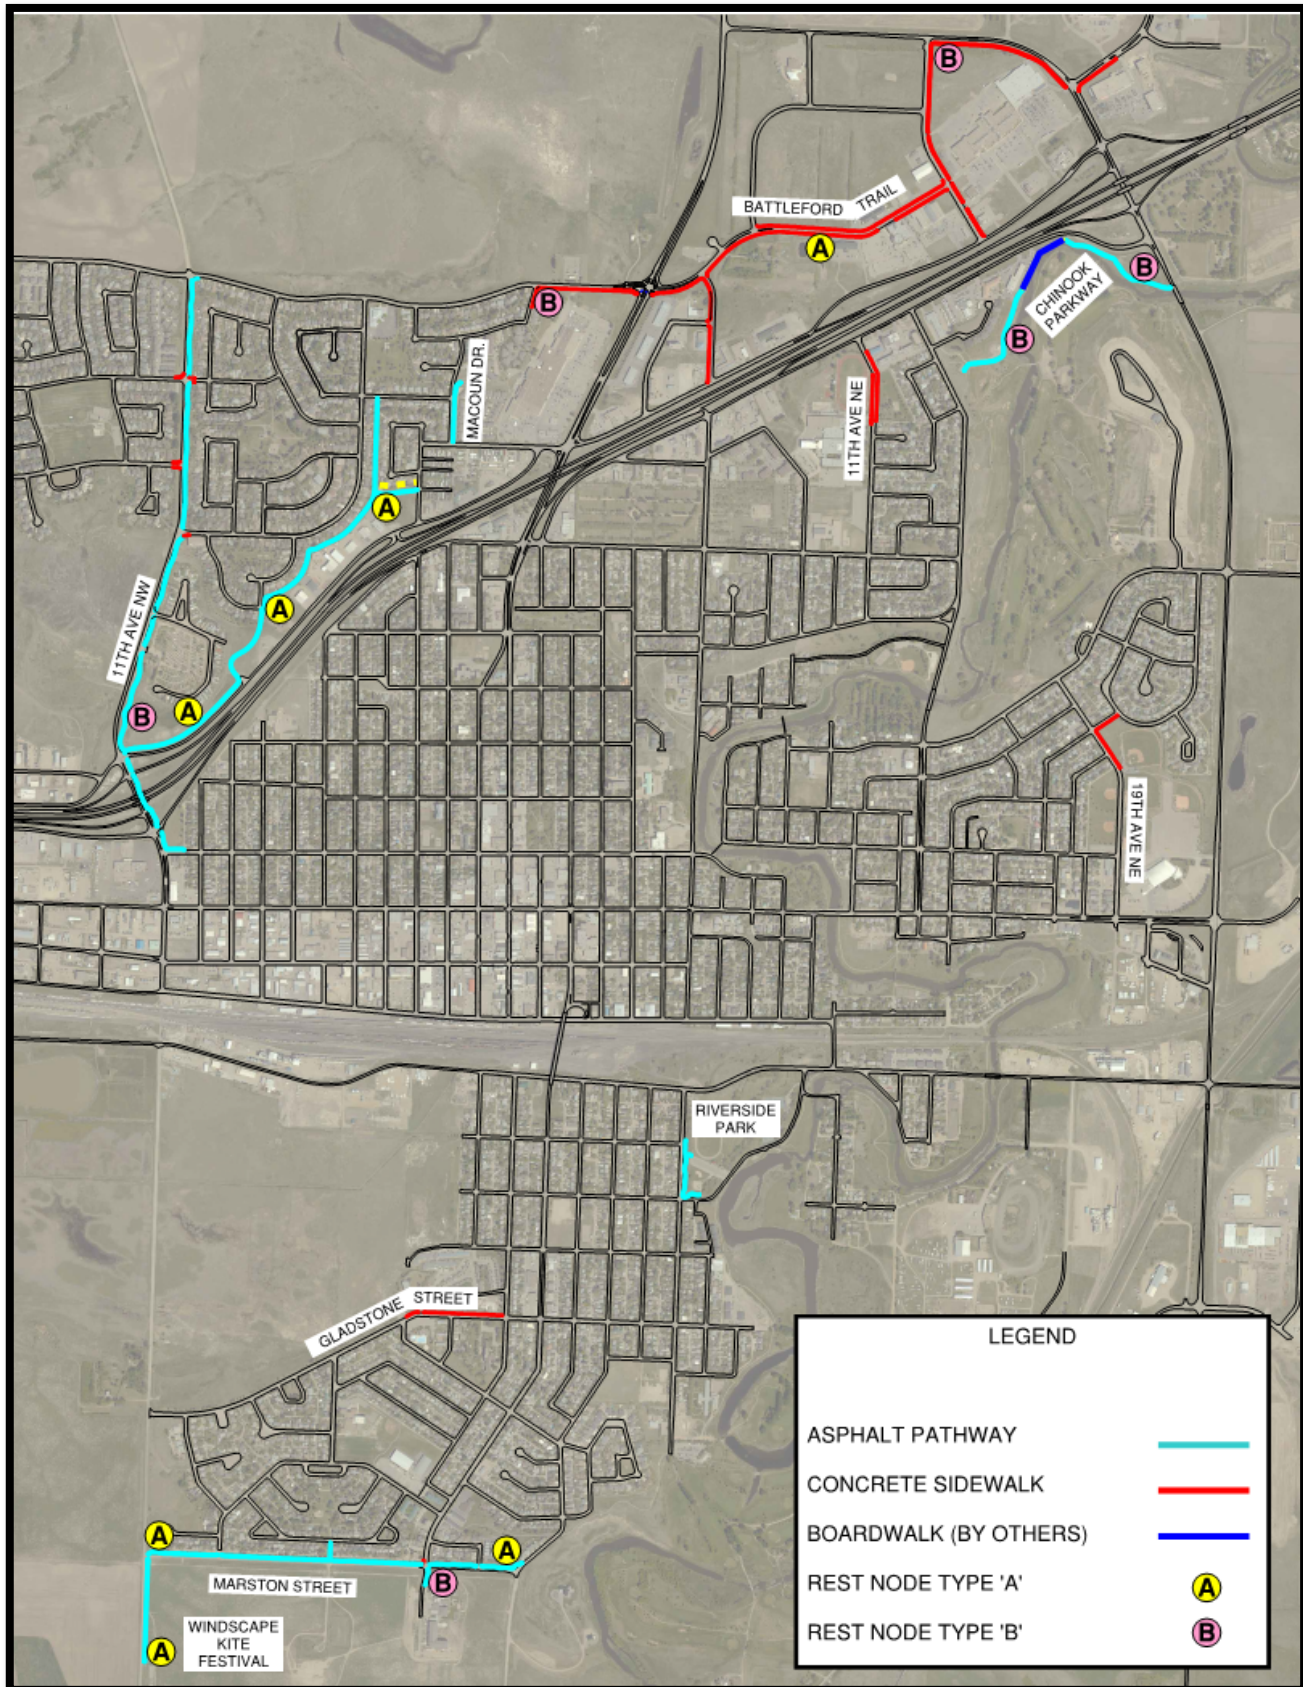 B
BATTLEFORD TRAIL
A
B
CHINOOK
PARKWAY
B
B
MACOUN DR.
11TH AVE NE
A
A
11TH AVE NW
B
A
19TH AVE NE
RIVERSIDE
PARK
GLADSTONE STREET
A
A
MARSTON STREET
B
WINDSCAPE
KITE
FESTIVAL
A
LEGEND
ASPHALT PATHWAY
CONCRETE SIDEWALK
BOARDWALK (BY OTHERS)
REST NODE TYPE 'A'
A
REST NODE TYPE 'B'
B